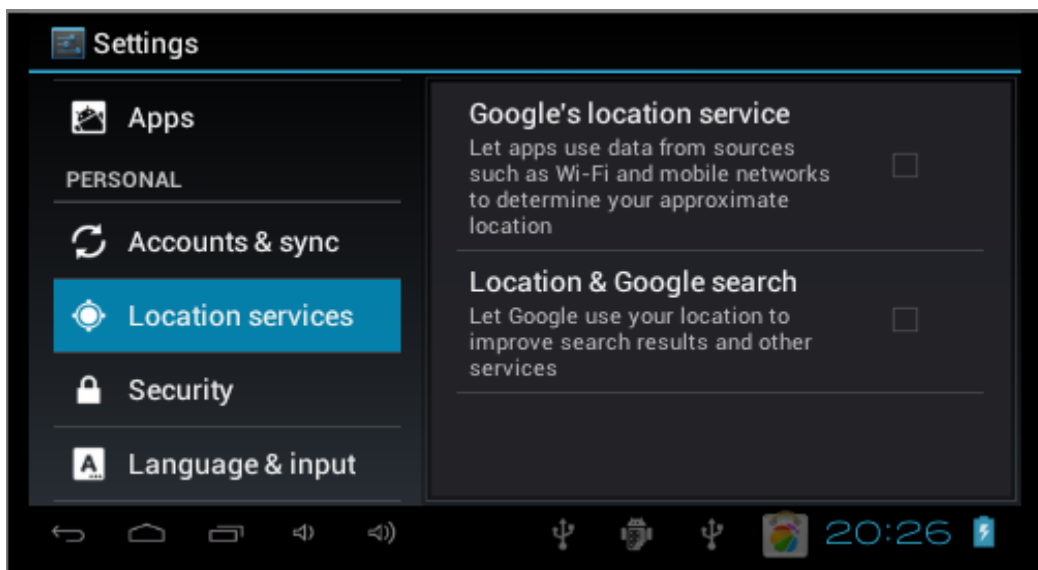 Settings
Apps
PERSONAL
Accounts & sync
Location services
Security
Language & input
Google's location service
Let apps use data from sources
such as Wi-Fi and mobile networks
to determine your approximate
location
Location & Google search
Let Google use your location to
improve search results and other
services
20:26